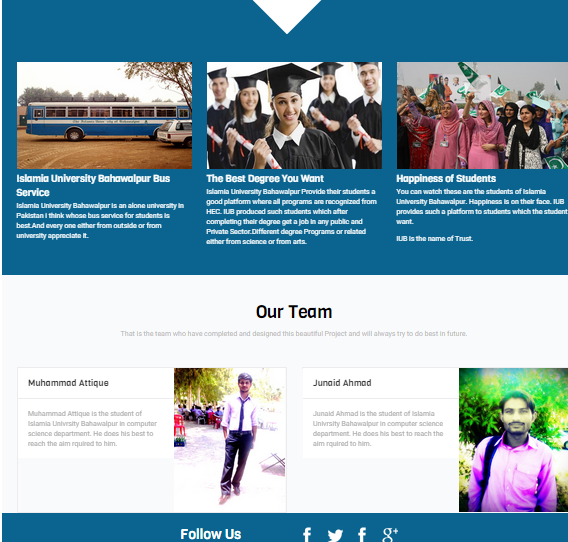 Islamia University Bahawalpur Bus
Service
Islamia University Bahawalpur is an alone university in
Pakistan i think whose bus service for students is
best.And every one either from outside or from
university appreciate it.
The Best Degree You Want
Islamia University Bahawalpur Provide their students a
good platform where all programs are recognized from
HEC. IUB produced such students which after
completing their degree get a job in any public and
Private Sector.Different degree Programs or related
either from science or from arts.
Happiness of Students
You can watch these are the students of Islamia
University Bahawalpur. Happiness is on their face. IUB
provides such a platform to students which the student
want.
IUB is the name of Trust.
Our Team
That is the team who have completed and designed this beautiful Project and will always try to do best in future.
Muhammad Attique
Muhammad Attique is the student of
Islamia Univrsity Bahawalpur in computer
science department. He does his best to
reach the aim rquired to him.
Junaid Ahmad
Junaid Ahmad is the student of Islamia
Univrsity Bahawalpur in computer science
department. He does his best to reach the
aim rquired to him.
Follow Us